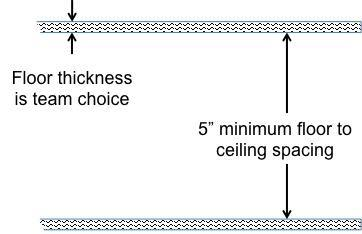 Floor thickness
is team choice
5” minimum floor to
ceiling spacing